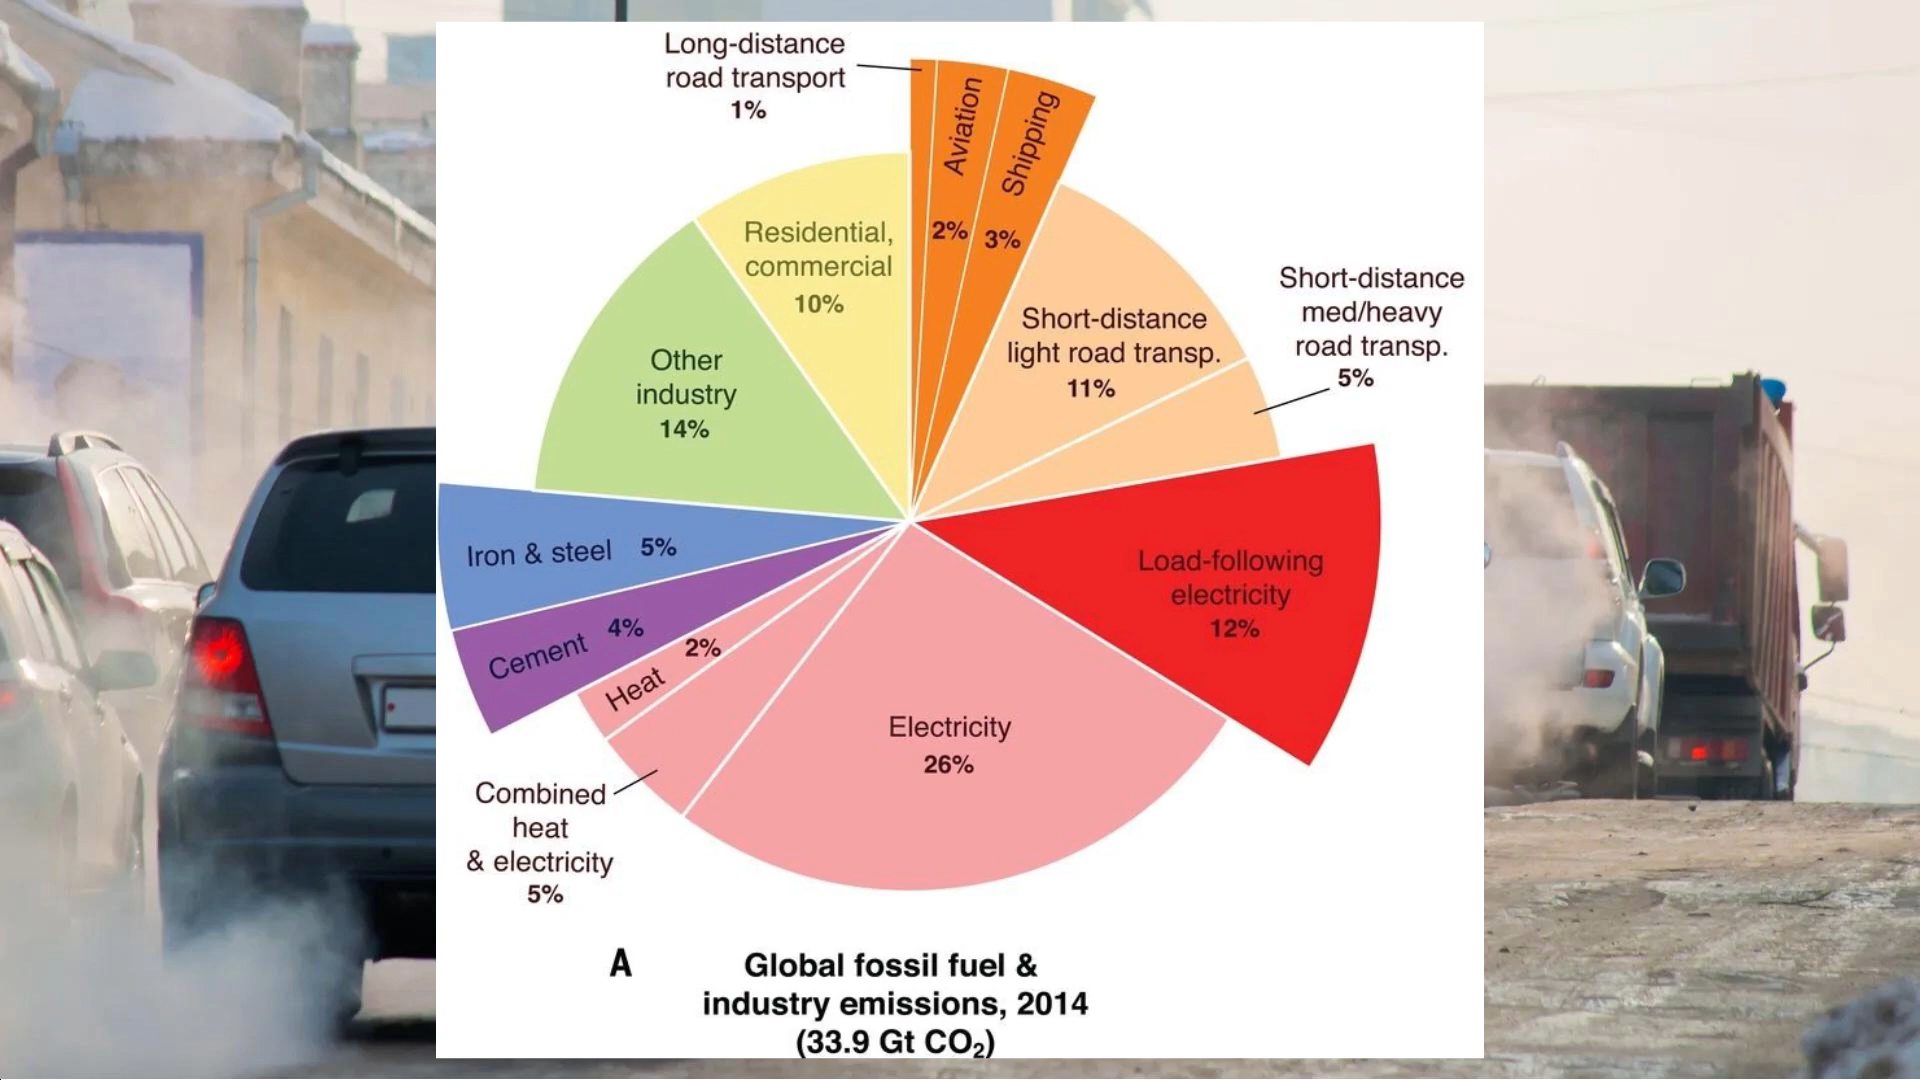 Long-distance
road transport
1%
Aviation
2%
Shipping
3%
Short-distance
light road transp.
11%
Short-distance
med/heavy
road transp.
5%
Load-following
electricity
12%
Electricity
26%
Combined
heat
& electricity
5%
Heat 2%
Cement 4%
Iron & steel 5%
Other
industry
14%
Residential,
commercial
10%
A
Global fossil fuel &
industry emissions, 2014
(33.9 Gt CO₂)